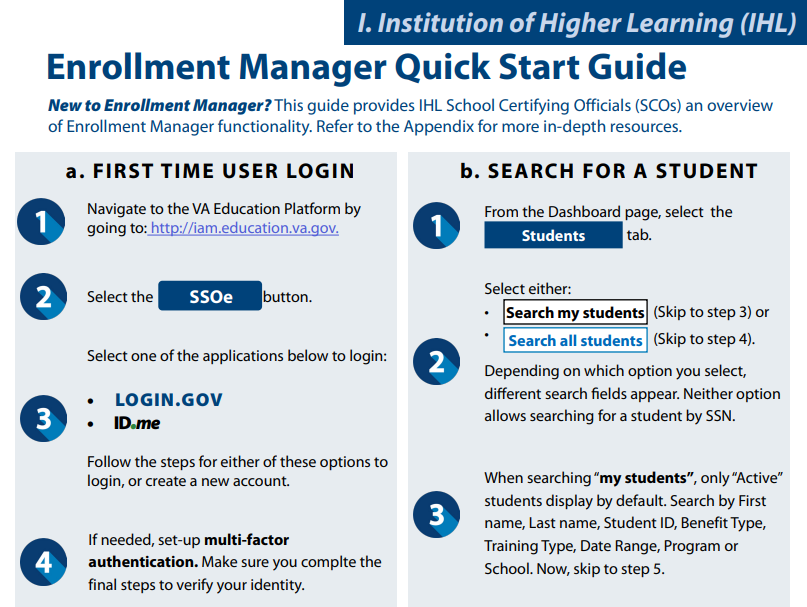 I. Institution of Higher Learning (IHL)
Enrollment Manager Quick Start Guide
New to Enrollment Manager? This guide provides IHL School Certifying Officials (SCOs) an overview
of Enrollment Manager functionality. Refer to the Appendix for more in-depth resources.
a. FIRST TIME USER LOGIN
1
Navigate to the VA Education Platform by
going to: http://iam.education.va.gov.
2
Select the SSOe button.
Select one of the applications below to login:
3
• LOGIN.GOV
• ID.me
Follow the steps for either of these options to
login, or create a new account.
4
If needed, set-up multi-factor
authentication. Make sure you complte the
final steps to verify your identity.
b. SEARCH FOR A STUDENT
1
From the Dashboard page, select the
Students tab.
Select either:
• Search my students (Skip to step 3) or
• Search all students (Skip to step 4).
2
Depending on which option you select,
different search fields appear. Neither option
allows searching for a student by SSN.
3
When searching “my students”, only “Active”
students display by default. Search by First
name, Last name, Student ID, Benefit Type,
Training Type, Date Range, Program or
School. Now, skip to step 5.